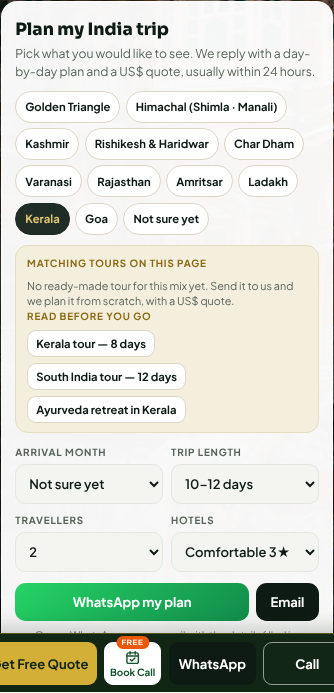 Plan my India trip
Pick what you would like to see. We reply with a day-
by-day plan and a US$ quote, usually within 24 hours.
Golden Triangle
Himachal (Shimla · Manali)
Kashmir
Rishikesh & Haridwar
Char Dham
Varanasi
Rajasthan
Amritsar
Ladakh
Kerala
Goa
Not sure yet
MATCHING TOURS ON THIS PAGE
No ready-made tour for this mix yet. Send it to us and
we plan it from scratch, with a US$ quote.
READ BEFORE YOU GO
Kerala tour — 8 days
South India tour — 12 days
Ayurveda retreat in Kerala
ARRIVAL MONTH
TRIP LENGTH
Not sure yet
10–12 days
TRAVELLERS
HOTELS
2
Comfortable 3★
WhatsApp my plan
Email
et Free Quote
FREE
Book Call
WhatsApp
Call